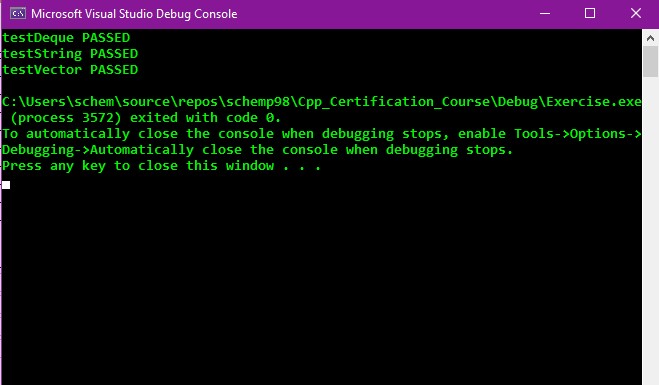 Microsoft Visual Studio Debug Console
testDeque PASSED
testString PASSED
testVector PASSED
C:\Users\schem\source\repos\schemp98\Cpp_Certification_Course\Debug\Exercise.exe
(process 3572) exited with code 0.
To automatically close the console when debugging stops, enable Tools->Options->
Debugging->Automatically close the console when debugging stops.
Press any key to close this window . . .